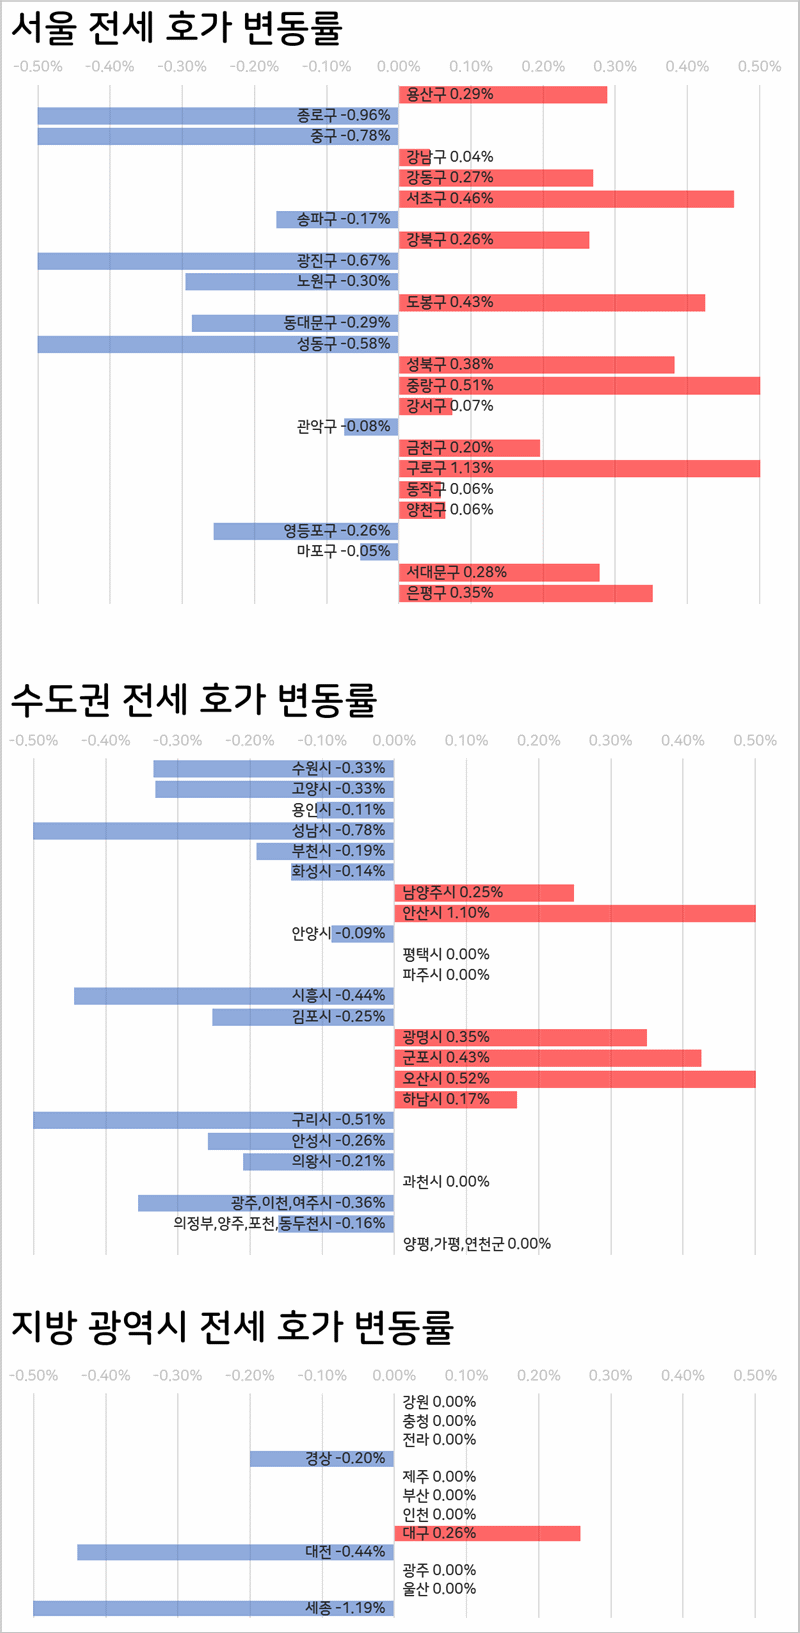 서울 전세 호가 변동률
-0.50% -0.40% -0.30% -0.20% -0.10% 0.00% 0.10% 0.20% 0.30% 0.40% 0.50%
용산구 0.29%
종로구 -0.96%
중구 -0.78%
강남구 0.04%
강동구 0.27%
서초구 0.46%
송파구 -0.17%
강북구 0.26%
광진구 -0.67%
노원구 -0.30%
도봉구 0.43%
동대문구 -0.29%
성동구 -0.58%
성북구 0.38%
중랑구 0.51%
강서구 0.07%
관악구 -0.08%
금천구 0.20%
구로구 1.13%
동작구 0.06%
양천구 0.06%
영등포구 -0.26%
마포구 -0.05%
서대문구 0.28%
은평구 0.35%
수도권 전세 호가 변동률
-0.50% -0.40% -0.30% -0.20% -0.10% 0.00% 0.10% 0.20% 0.30% 0.40% 0.50%
수원시 -0.33%
고양시 -0.33%
용인시 -0.11%
성남시 -0.78%
부천시 -0.19%
화성시 -0.14%
남양주시 0.25%
안산시 1.10%
안양시 -0.09%
평택시 0.00%
파주시 0.00%
시흥시 -0.44%
김포시 -0.25%
광명시 0.35%
군포시 0.43%
오산시 0.52%
하남시 0.17%
구리시 -0.51%
안성시 -0.26%
의왕시 -0.21%
과천시 0.00%
광주,이천,여주시 -0.36%
의정부,양주,포천,동두천시 -0.16%
양평,가평,연천군 0.00%
지방 광역시 전세 호가 변동률
-0.50% -0.40% -0.30% -0.20% -0.10% 0.00% 0.10% 0.20% 0.30% 0.40% 0.50%
강원 0.00%
충청 0.00%
전라 0.00%
경상 -0.20%
제주 0.00%
부산 0.00%
인천 0.00%
대구 0.26%
대전 -0.44%
광주 0.00%
울산 0.00%
세종 -1.19%